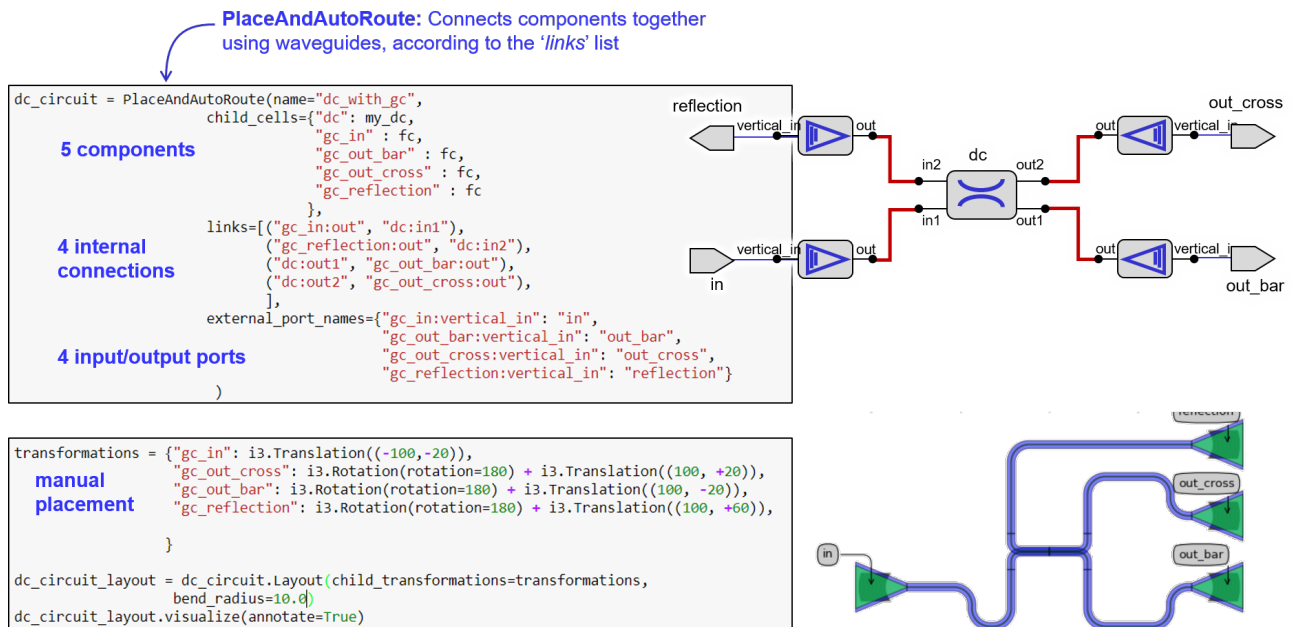 PlaceAndAutoRoute: Connects components together
using waveguides, according to the ‘links’ list
dc_circuit = PlaceAndAutoRoute(name="dc_with_gc",
child_cells={"dc": my_dc,
"gc_in" : fc,
5 components
"gc_out_bar" : fc,
"gc_out_cross" : fc,
"gc_reflection" : fc
},
links=[("gc_in:out", "dc:in1"),
4 internal
connections
("gc_reflection:out", "dc:in2"),
("dc:out1", "gc_out_bar:out"),
("dc:out2", "gc_out_cross:out"),
],
external_port_names={"gc_in:vertical_in": "in",
"gc_out_bar:vertical_in": "out_bar",
4 input/output ports
"gc_out_cross:vertical_in": "out_cross",
"gc_reflection:vertical_in": "reflection"}
)
reflection
vertical_in
out
out_cross
out
vertical_in
dc
in2
out2
in1
out1
vertical_in
out
in
out
vertical_in
out_bar
transformations = {"gc_in": i3.Translation((-100,-20)),
manual
placement
"gc_out_cross": i3.Rotation(rotation=180) + i3.Translation((100, +20)),
"gc_out_bar": i3.Rotation(rotation=180) + i3.Translation((100, -20)),
"gc_reflection": i3.Rotation(rotation=180) + i3.Translation((100, +60)),
}
dc_circuit_layout = dc_circuit.Layout(child_transformations=transformations,
bend_radius=10.0)
dc_circuit_layout.visualize(annotate=True)
reflection
out_cross
in
out_bar